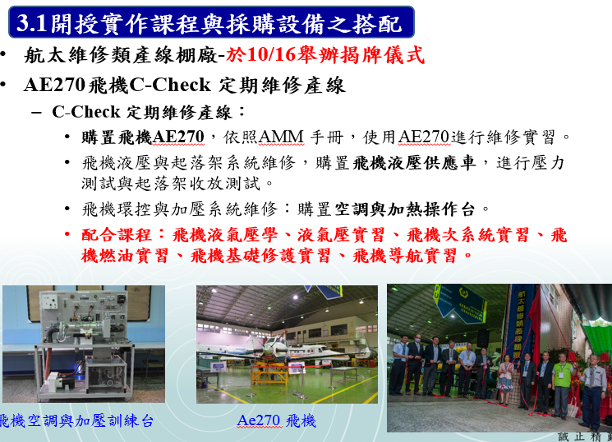 3.1開授實作課程與採購設備之搭配
• 航太維修類產線棚廠-於10/16舉辦揭牌儀式
• AE270飛機C-Check 定期維修產線
– C-Check 定期維修產線：
• 購置飛機AE270，依照AMM 手冊，使用AE270進行維修實習。
• 飛機液壓與起落架系統維修，購置飛機液壓供應車，進行壓力
測試與起落架收放測試。
• 飛機環控與加壓系統維修：購置空調與加熱操作台。
• 配合課程：飛機液氣壓學、液氣壓實習、飛機次系統實習、飛
機燃油實習、飛機基礎修護實習、飛機導航實習。
飛機空調與加壓訓練台
Ae270 飛機
誠正精